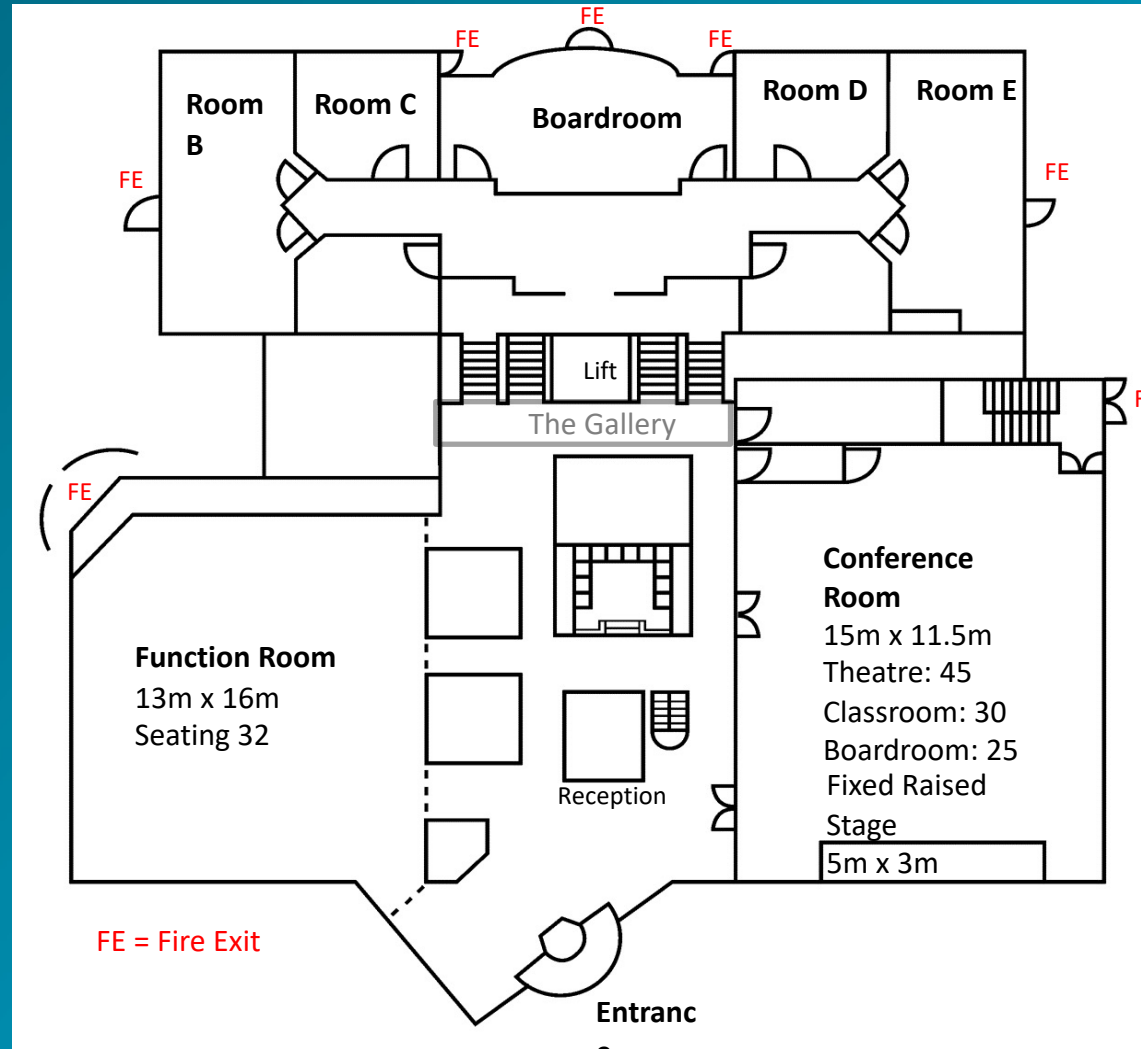 FE
FE
FE
Room
B
Room C
Boardroom
Room D
Room E
FE
FE
Lift
F
The Gallery
FE
Conference
Room
15m x 11.5m
Theatre: 45
Classroom: 30
Boardroom: 25
Fixed Raised
Stage
5m x 3m
Function Room
13m x 16m
Seating 32
Reception
FE = Fire Exit
Entranc